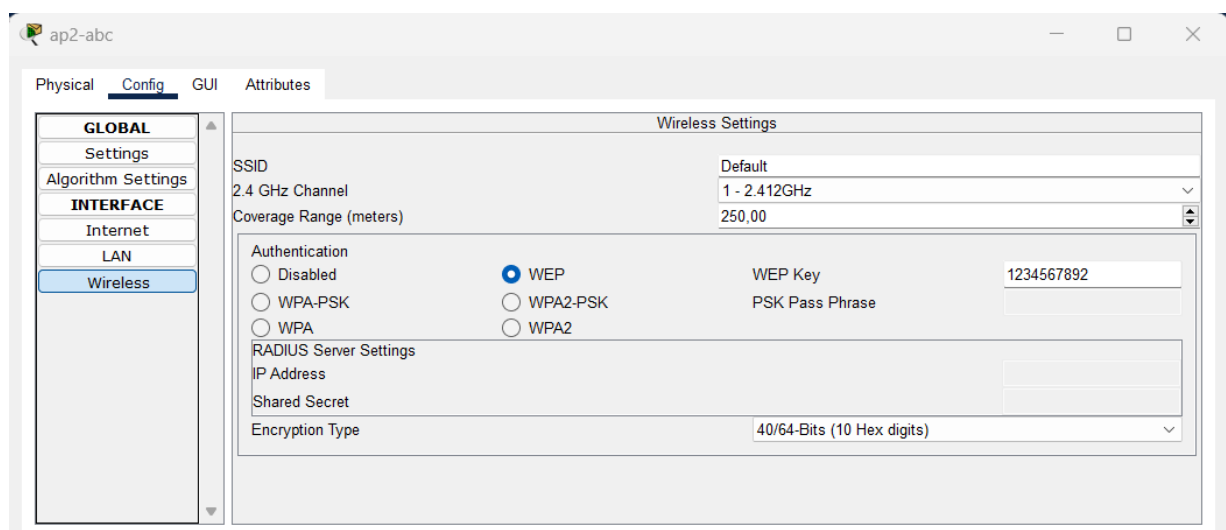 ap2-abc
Physical Config GUI Attributes
GLOBAL
Settings
Algorithm Settings
INTERFACE
Internet
LAN
Wireless
Wireless Settings
SSID Default
2.4 GHz Channel 1 - 2.412GHz
Coverage Range (meters) 250,00
Authentication
Disabled WEP WEP Key 1234567892
WPA-PSK WPA2-PSK PSK Pass Phrase
WPA WPA2
RADIUS Server Settings
IP Address
Shared Secret
Encryption Type 40/64-Bits (10 Hex digits)